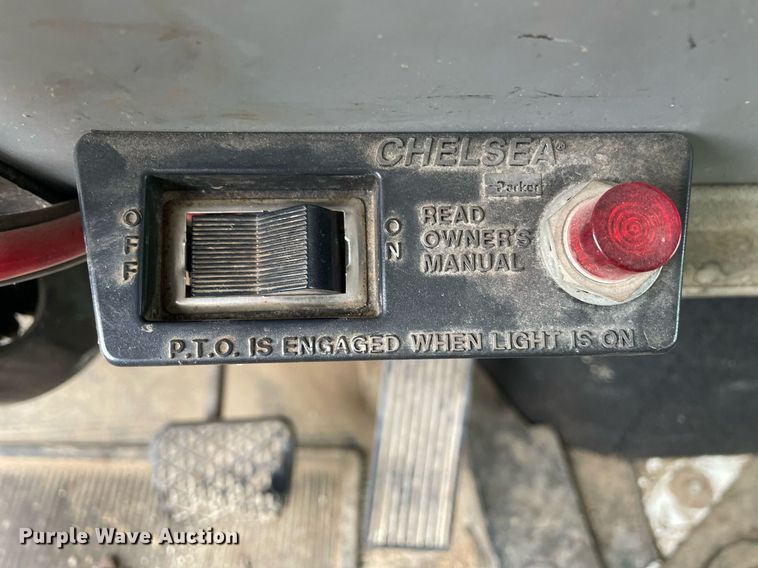 CHELSEA®
Parker
OFF
ON
READ
OWNER'S
MANUAL
P.T.O. IS ENGAGED WHEN LIGHT IS ON
Purple Wave Auction